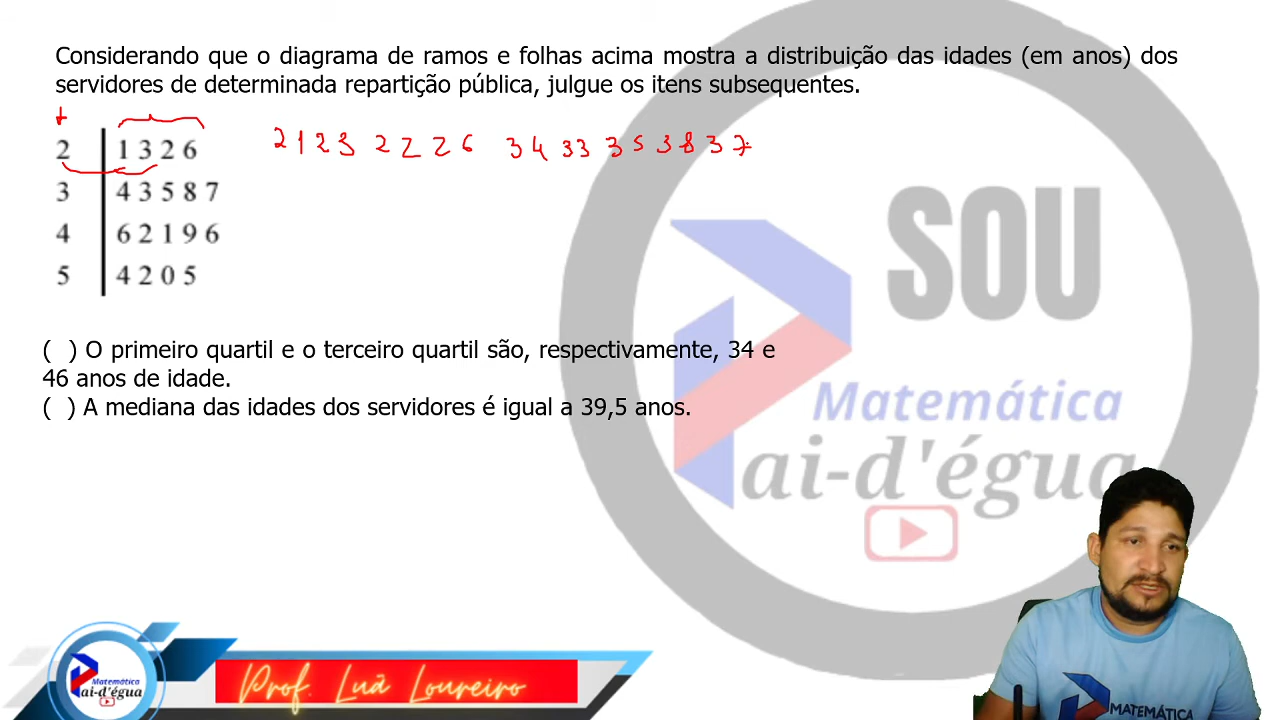 Considerando que o diagrama de ramos e folhas acima mostra a distribuição das idades (em anos) dos
servidores de determinada repartição pública, julgue os itens subsequentes.
2 1 3 2 6
21 23 22 26 34 33 35 38 37
3 4 3 5 8 7
4 6 2 1 9 6
5 4 2 0 5
SOU
Matemática
ai-d'égua
( ) O primeiro quartil e o terceiro quartil são, respectivamente, 34 e
46 anos de idade.
( ) A mediana das idades dos servidores é igual a 39,5 anos.
Matemática
ai-d'égua
Prof. Luã Loureiro
MATEMÁTICA